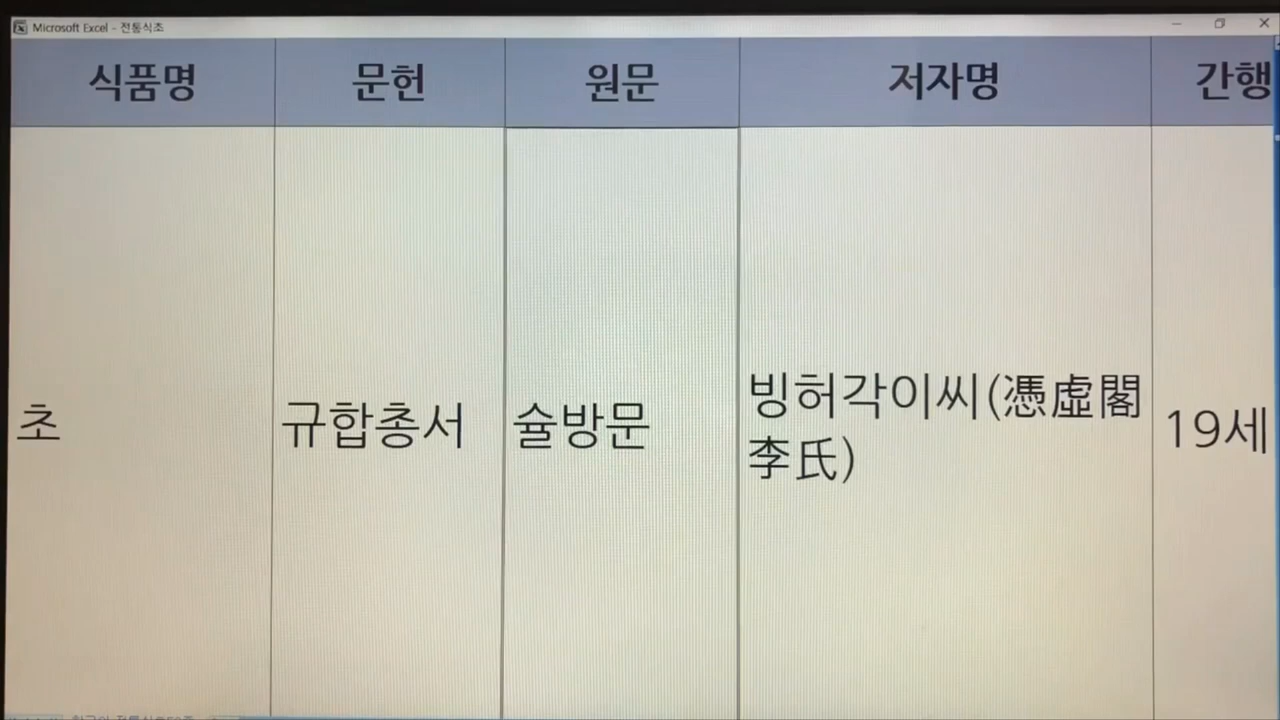 Microsoft Excel - 전통식초
식품명 문헌 원문 저자명 간행
초 규합총서 슐방문 빙허각이씨(憑虛閣
李氏) 19세